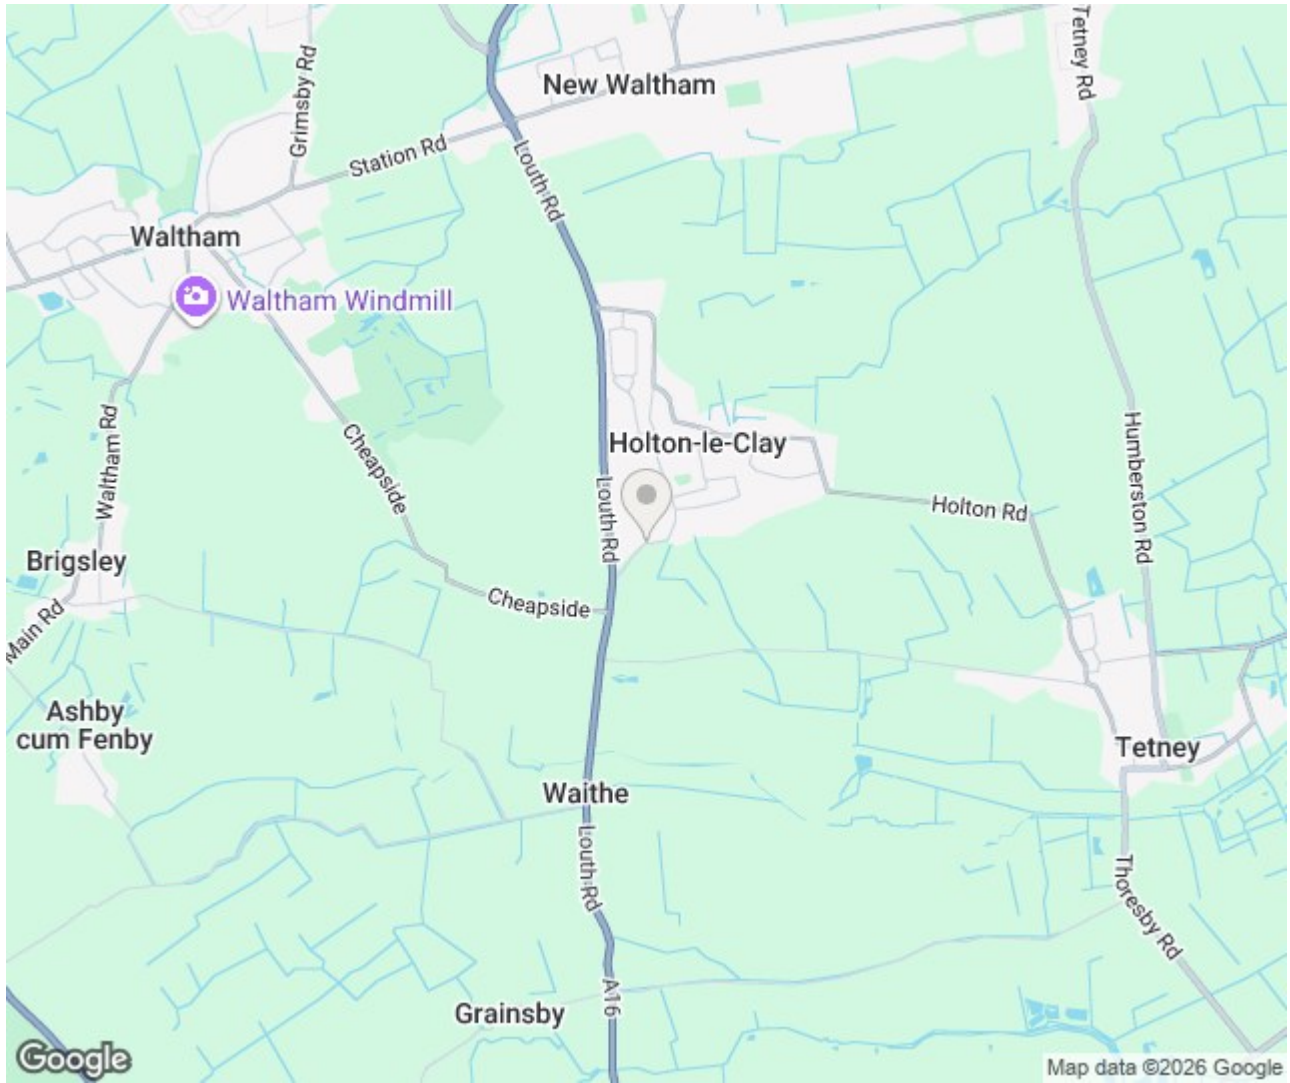 Tetney Rd
Grimsby Rd
New Waltham
Station Rd
Louth Rd
Waltham
Waltham Windmill
Waltham Rd
Cheapside
Holton-le-Clay
Humberston Rd
Louth Rd
Holton Rd
Brigsley
Cheapside
Main Rd
Ashby
cum Fenby
Tetney
Waithe
Louth Rd
Thoresby Rd
A16
Grainsby
Google
Map data ©2026 Google